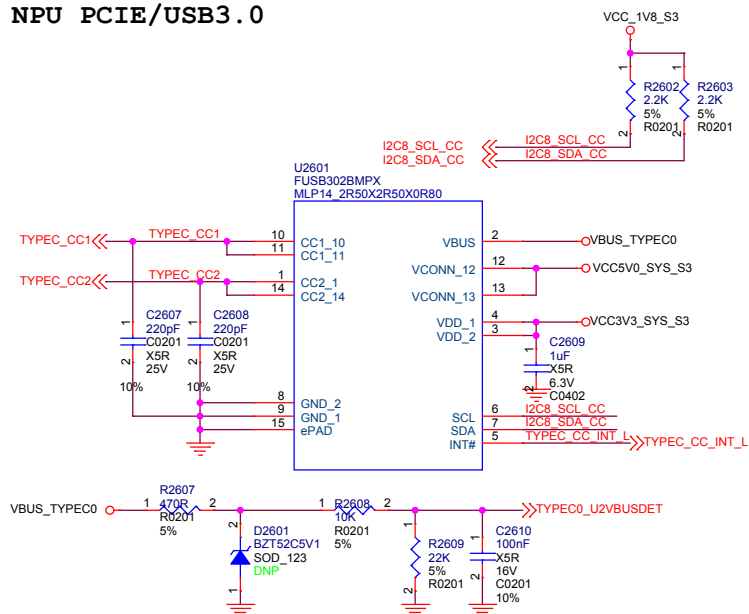 NPU PCIE/USB3.0
VCC_1V8_S3
1
1
R2602
2.2K
5%
R0201
R2603
2.2K
5%
R0201
2
2
I2C8_SCL_CC
I2C8_SCL_CC
I2C8_SDA_CC
I2C8_SDA_CC
U2601
FUSB302BMPX
MLP14_2R50X2R50X0R80
TYPEC_CC1
TYPEC_CC1
10
CC1_10
11
CC1_11
TYPEC_CC2
TYPEC_CC2
1
CC2_1
14
CC2_14
VBUS
2
VBUS_TYPEC0
VCONN_12
12
VCC5V0_SYS_S3
VCONN_13
13
VDD_1
4
VCC3V3_SYS_S3
VDD_2
3
C2607
220pF
C0201
X5R
25V
10%
1
2
C2608
220pF
C0201
X5R
25V
10%
1
2
C2609
1uF
X5R
6.3V
C0402
1
2
8
GND_2
9
GND_1
15
ePAD
SCL
6
I2C8_SCL_CC
SDA
7
I2C8_SDA_CC
INT#
5
TYPEC_CC_INT_L
TYPEC_CC_INT_L
VBUS_TYPEC0
1
R2607
470R
R0201
5%
2
1
R2608
10K
R0201
5%
2
TYPEC0_U2VBUSDET
2
D2601
BZT52C5V1
SOD_123
DNP
1
1
R2609
22K
5%
R0201
2
1
C2610
100nF
X5R
16V
C0201
10%
2